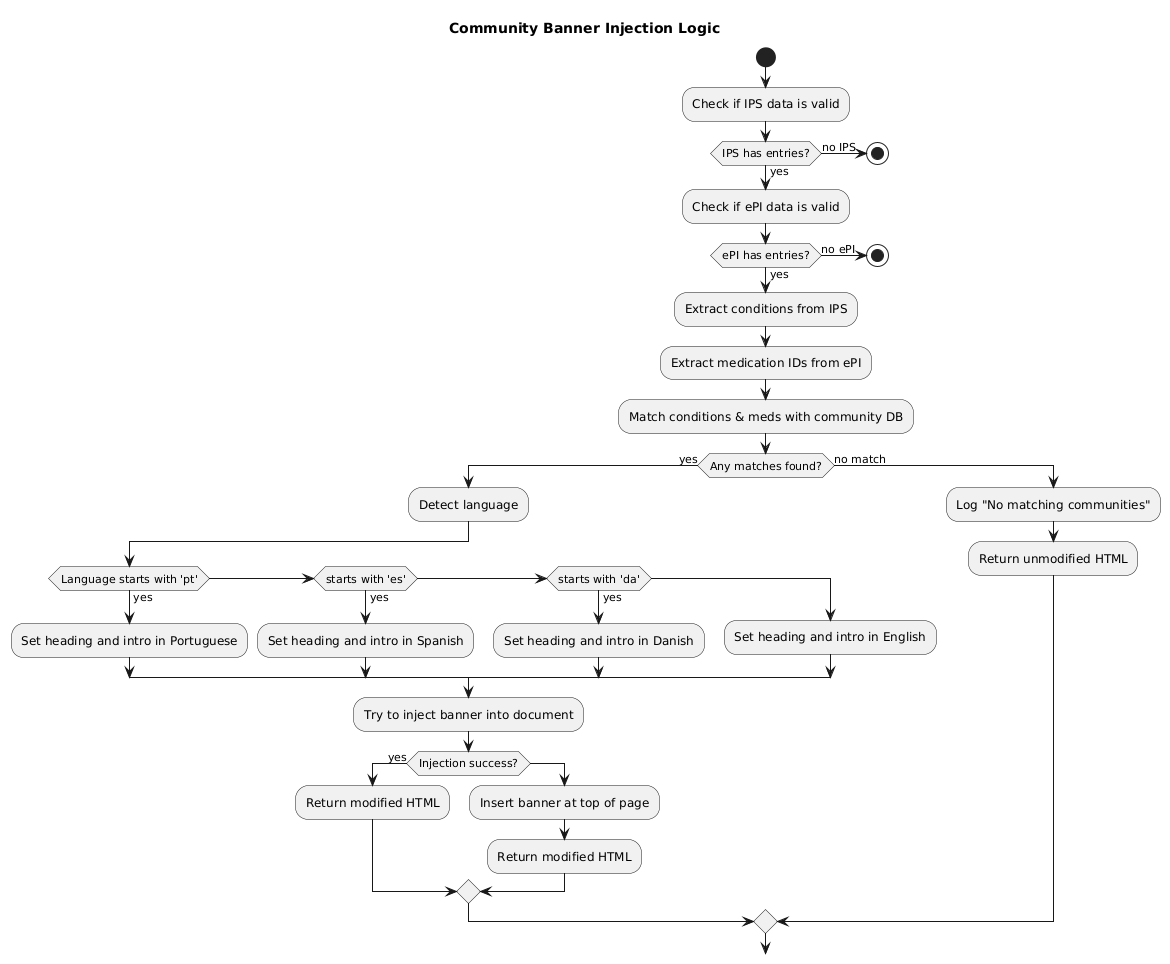 Community Banner Injection Logic
Check if IPS data is valid
IPS has entries?
no IPS
yes
Check if ePI data is valid
ePI has entries?
no ePI
yes
Extract conditions from IPS
Extract medication IDs from ePI
Match conditions & meds with community DB
yes
Any matches found?
no match
Detect language
Log "No matching communities"
Return unmodified HTML
Language starts with 'pt'
starts with 'es'
starts with 'da'
yes
yes
yes
Set heading and intro in Portuguese
Set heading and intro in Spanish
Set heading and intro in Danish
Set heading and intro in English
Try to inject banner into document
yes
Injection success?
Return modified HTML
Insert banner at top of page
Return modified HTML